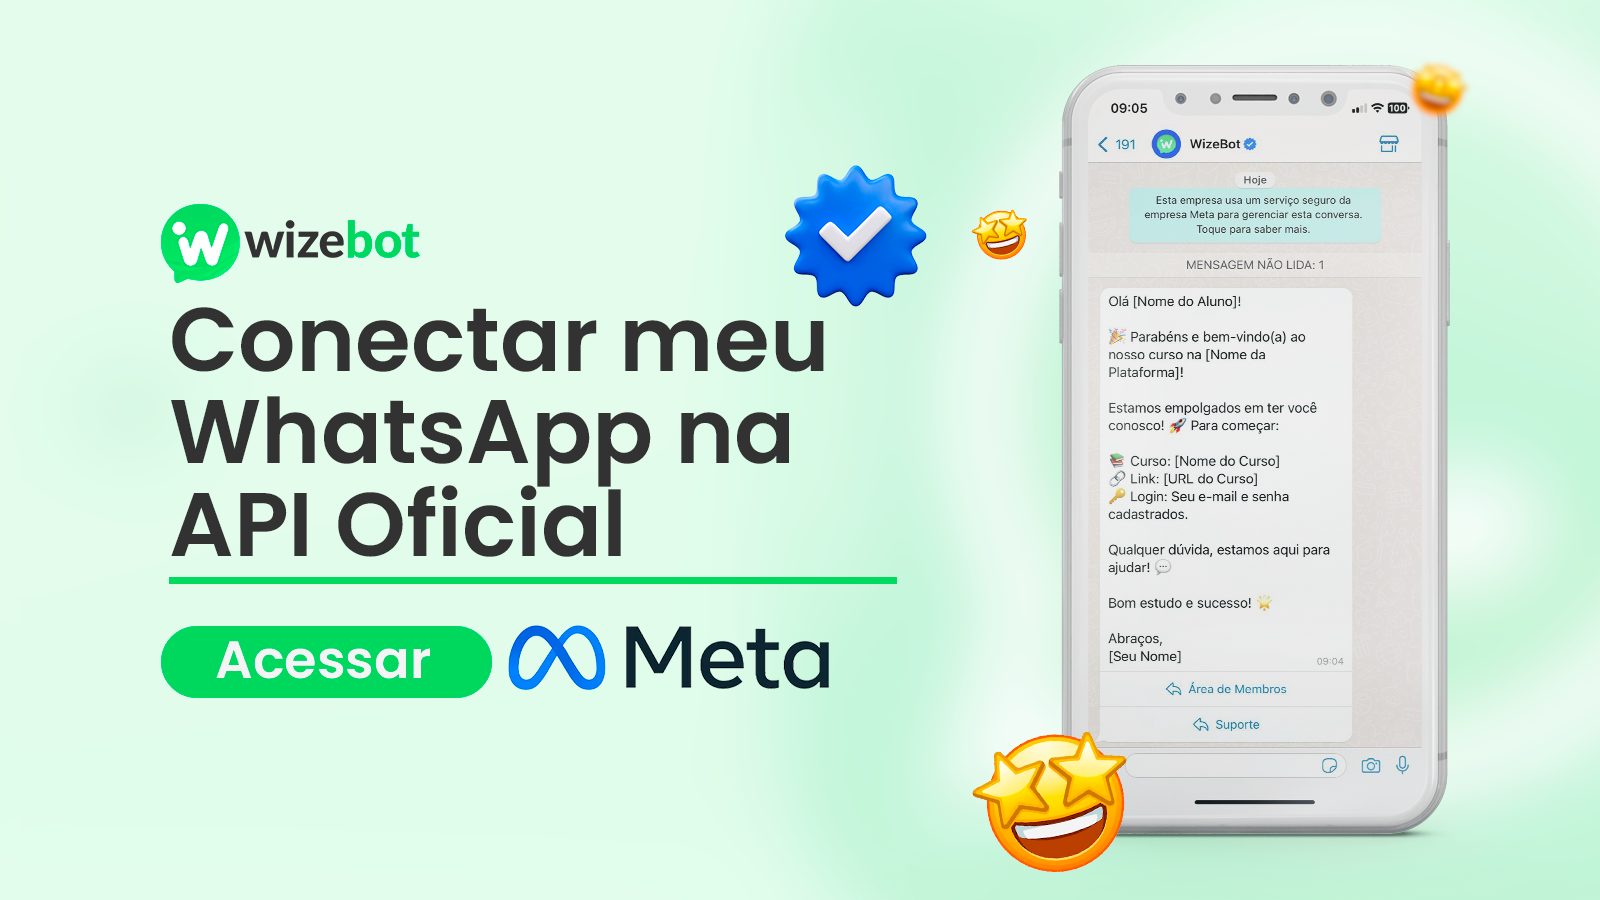 wizebot
Conectar meu
WhatsApp na
API Oficial
Acessar
Meta
09:05
100
191
WizeBot
Hoje
Esta empresa usa um serviço seguro da
empresa Meta para gerenciar esta conversa.
Toque para saber mais.
MENSAGEM NÃO LIDA: 1
Olá [Nome do Aluno]!
🎉 Parabéns e bem-vindo(a) ao
nosso curso na [Nome da
Plataforma]!
Estamos empolgados em ter você
conosco! 🚀 Para começar:
📚 Curso: [Nome do Curso]
🔗 Link: [URL do Curso]
🔑 Login: Seu e-mail e senha
cadastrados.
Qualquer dúvida, estamos aqui para
ajudar! 💬
Bom estudo e sucesso! 🌟
Abraços,
[Seu Nome]
09:04
Área de Membros
Suporte